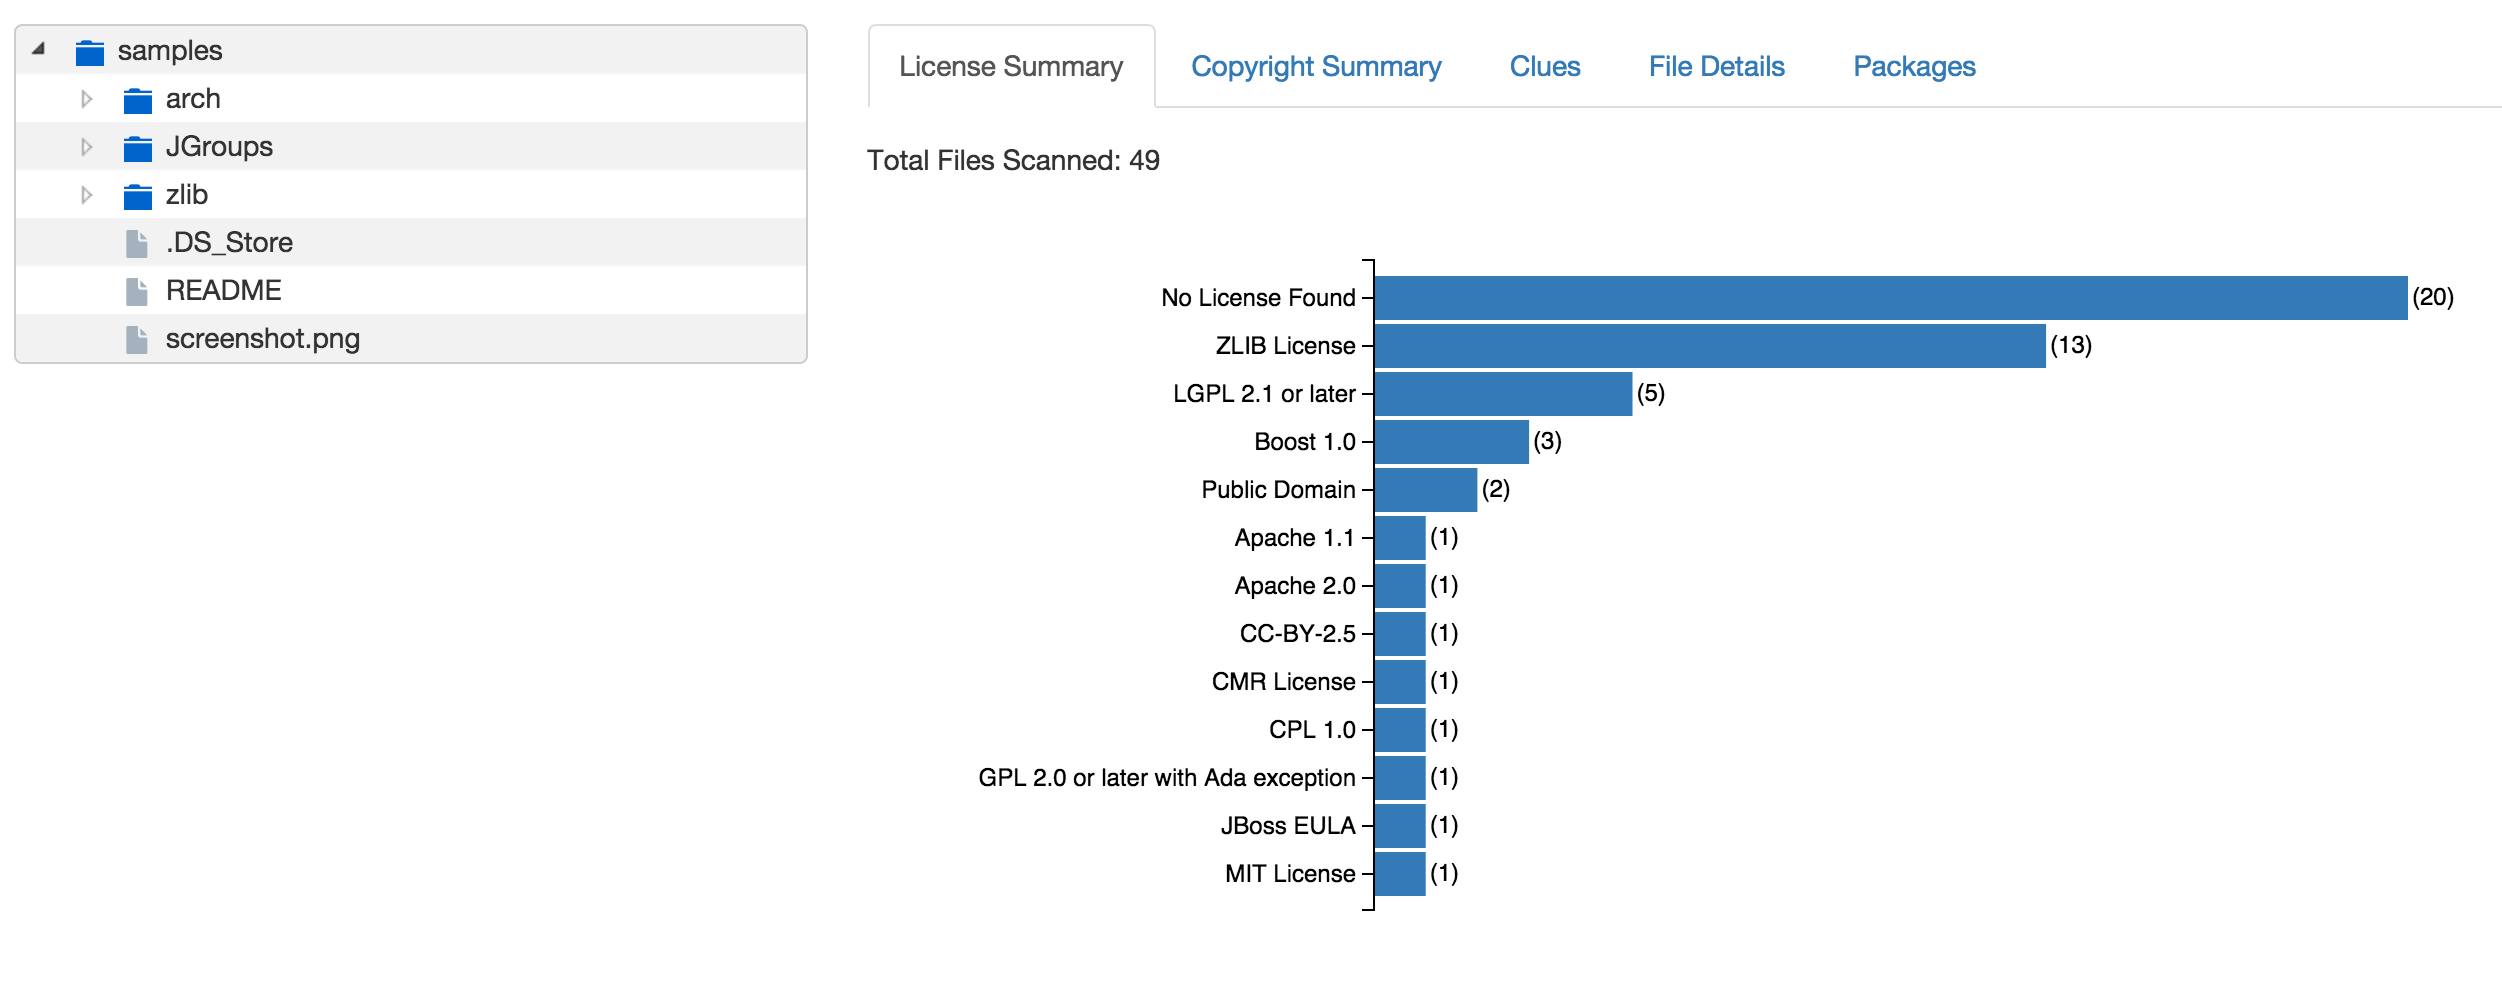 samples
arch
JGroups
zlib
.DS_Store
README
screenshot.png
License Summary Copyright Summary Clues File Details Packages
Total Files Scanned: 49
No License Found (20)
ZLIB License (13)
LGPL 2.1 or later (5)
Boost 1.0 (3)
Public Domain (2)
Apache 1.1 (1)
Apache 2.0 (1)
CC-BY-2.5 (1)
CMR License (1)
CPL 1.0 (1)
GPL 2.0 or later with Ada exception (1)
JBoss EULA (1)
MIT License (1)